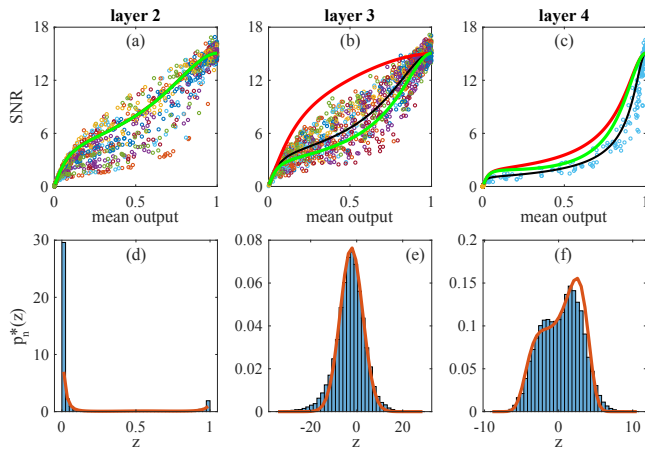 layer 2 layer 3 layer 4
(a) (b) (c)
SNR
18 18 18
12 12 12
6 6 6
0 0 0
0 0.5 1 0 0.5 1 0 0.5 1
mean output mean output mean output
(d) (e) (f)
p*n(z)
30 0.08 0.2
20 0.06 0.15
10 0.04 0.1
0.02 0.05
0 0 0
0 0.5 1 -20 0 20 -10 0 10
z z z